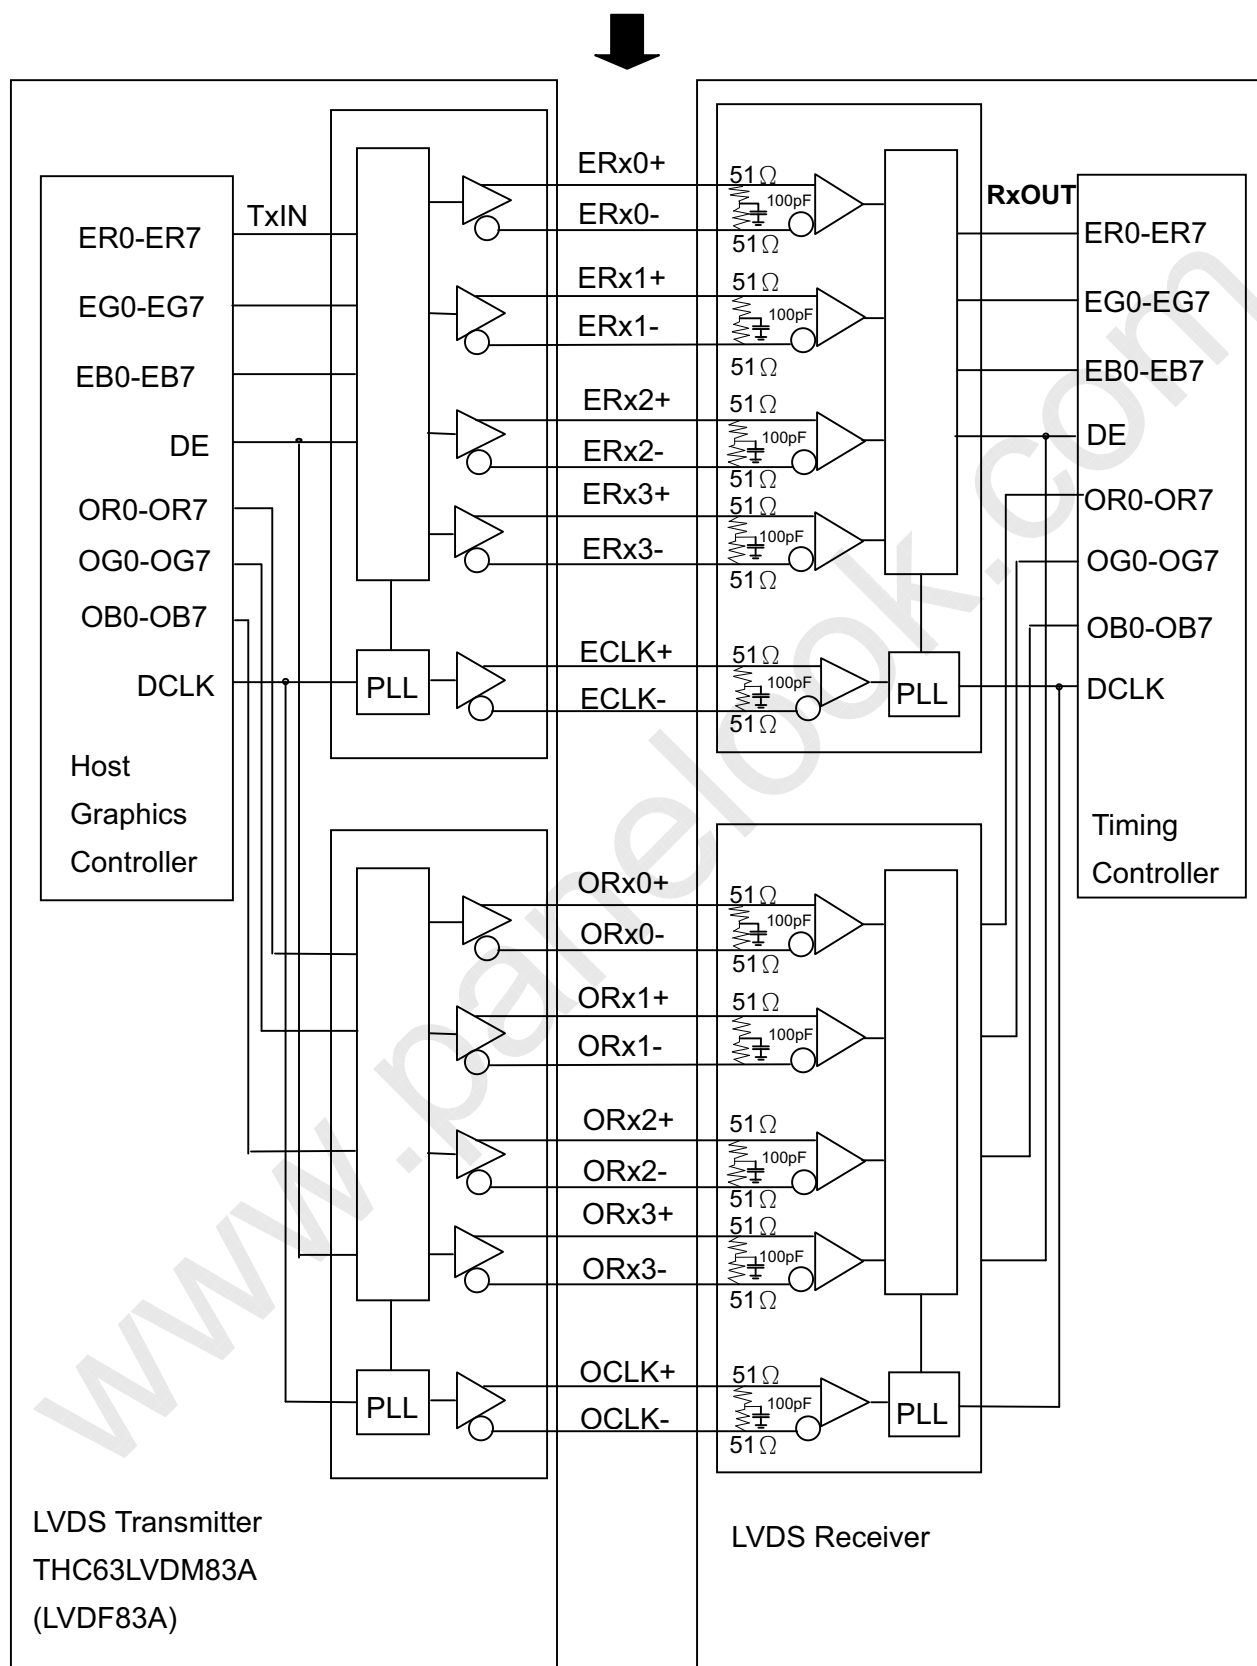 ERx0+
51Ω
TxIN
ERx0-
100pF
RxOUT
ER0-ER7
51Ω
ER0-ER7
ERx1+
51Ω
EG0-EG7
ERx1-
100pF
EG0-EG7
EB0-EB7
51Ω
EB0-EB7
ERx2+
51Ω
DE
ERx2-
100pF
DE
51Ω
OR0-OR7
ERx3+
51Ω
OR0-OR7
OG0-OG7
ERx3-
100pF
OG0-OG7
51Ω
OB0-OB7
OB0-OB7
ECLK+
51Ω
DCLK
PLL
ECLK-
100pF
PLL
DCLK
51Ω
Host
Graphics
Controller
Timing
Controller
ORx0+
51Ω
ORx0-
100pF
51Ω
ORx1+
51Ω
ORx1-
100pF
51Ω
ORx2+
51Ω
ORx2-
100pF
51Ω
ORx3+
51Ω
ORx3-
100pF
51Ω
OCLK+
51Ω
PLL
OCLK-
100pF
PLL
51Ω
LVDS Transmitter
THC63LVDM83A
(LVDF83A)
LVDS Receiver
www.panelook.com